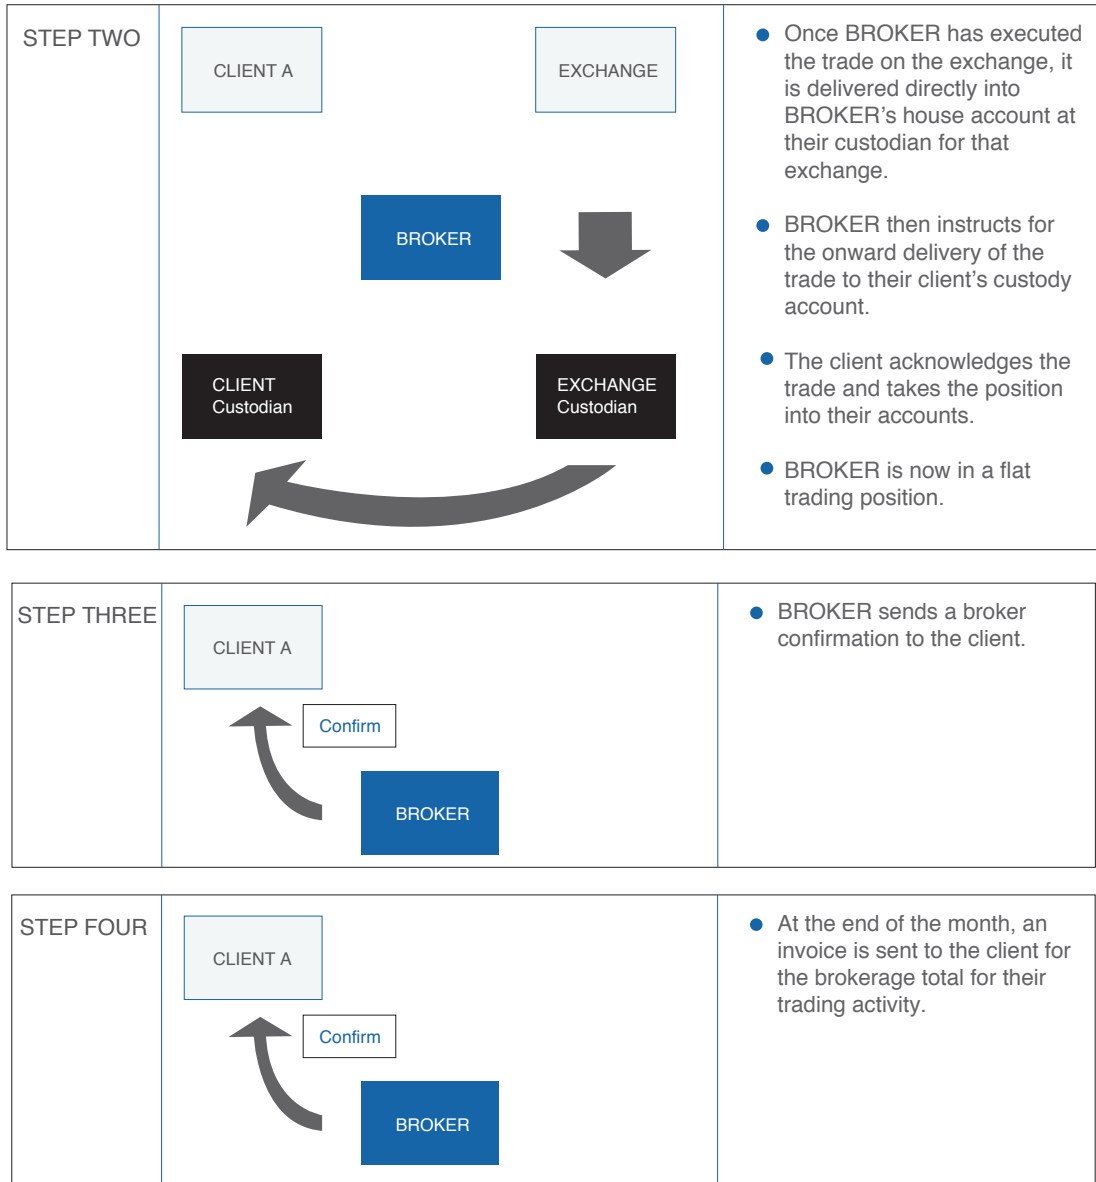 STEP TWO
CLIENT A
EXCHANGE
BROKER
CLIENT
Custodian
EXCHANGE
Custodian
● Once BROKER has executed
the trade on the exchange, it
is delivered directly into
BROKER’s house account at
their custodian for that
exchange.
● BROKER then instructs for
the onward delivery of the
trade to their client’s custody
account.
● The client acknowledges the
trade and takes the position
into their accounts.
● BROKER is now in a flat
trading position.
STEP THREE
CLIENT A
Confirm
BROKER
● BROKER sends a broker
confirmation to the client.
STEP FOUR
CLIENT A
Confirm
BROKER
● At the end of the month, an
invoice is sent to the client for
the brokerage total for their
trading activity.